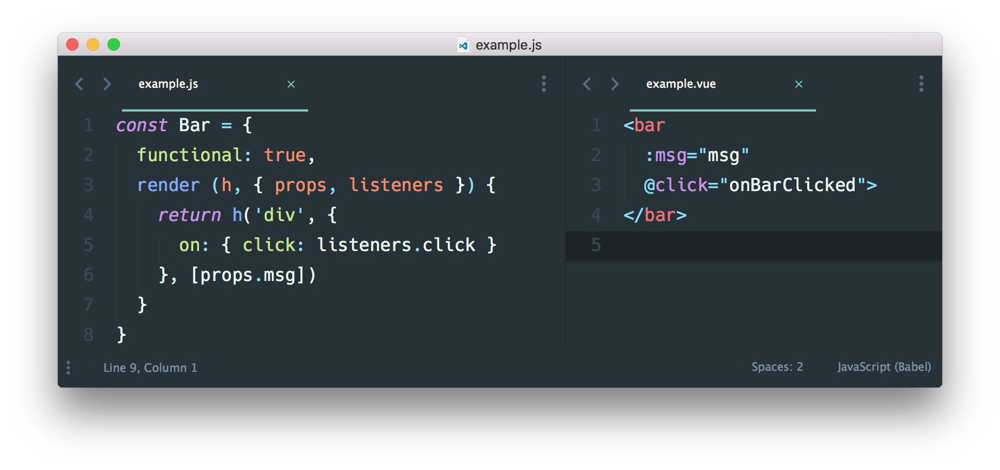 example.js
example.js ×
1 const Bar = {
2   functional: true,
3   render (h, { props, listeners }) {
4     return h('div', {
5       on: { click: listeners.click }
6     }, [props.msg])
7   }
8 }
example.vue ×
1 <bar
2   :msg="msg"
3   @click="onBarClicked">
4 </bar>
5
Line 9, Column 1
Spaces: 2
JavaScript (Babel)